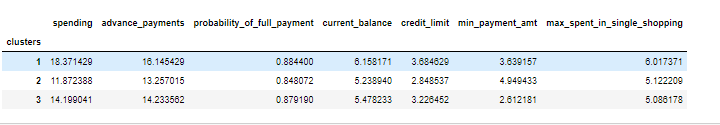 spending advance_payments probability_of_full_payment current_balance credit_limit min_payment_amt max_spent_in_single_shopping
clusters
1 18.371429 16.145429 0.884400 6.158171 3.684629 3.639157 6.017371
2 11.872388 13.257015 0.848072 5.238940 2.848537 4.949433 5.122209
3 14.199041 14.233562 0.879190 5.478233 3.226452 2.612181 5.086178